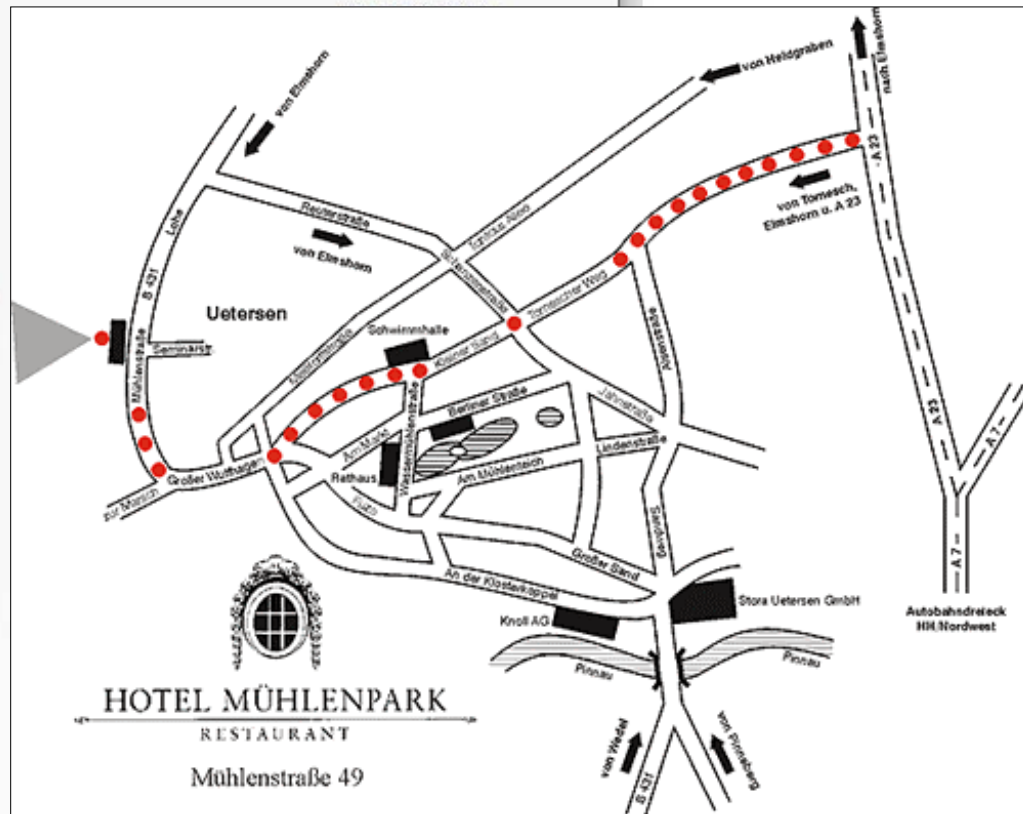 von Elmshorn
von Heidgraben
nach Elmshorn
A 23
von Tornesch,
Elmshorn u. A 23
Lohe
B 431
Reuterstraße
von Elmshorn
Tornescher Weg
Uetersen
Schwimmhalle
Kleiner Sand
Seminarstr.
Mühlenstraße
Berliner Straße
Jahnstraße
Am Markt
Wassermühlenstraße
Lindenstraße
Großer Wulfhagen
Rathaus
Am Mühlenteich
zur Marsch
A 23
A 7
Sandweg
Großer Sand
An der Klosterkoppel
Stora Uetersen GmbH
Knoll AG
A 7
Autobahndreieck
HH/Nordwest
Pinnau
Pinnau
HOTEL MÜHLENPARK
RESTAURANT
Mühlenstraße 49
von Wedel
von Pinneberg
B 431